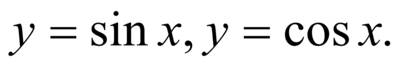 y = sin x, y = cos x.